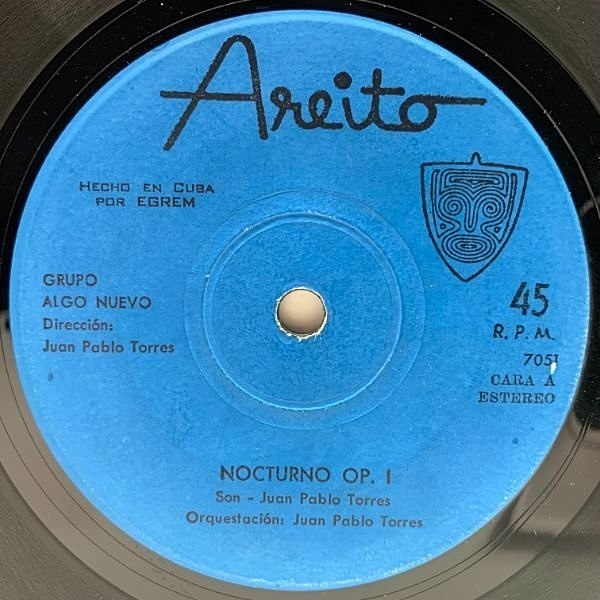 Areito
HECHO EN CUBA
POR EGREM
GRUPO
ALGO NUEVO
Dirección:
Juan Pablo Torres
45
R. P. M.
7051
CARA A
ESTEREO
NOCTURNO OP. I
Son - Juan Pablo Torres
Orquestación: Juan Pablo Torres